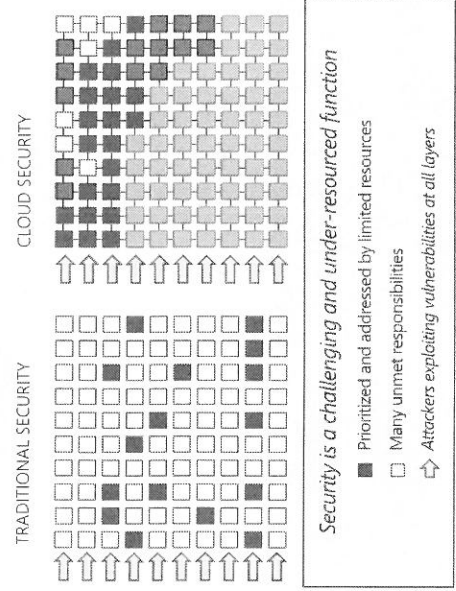 TRADITIONAL SECURITY
CLOUD SECURITY
Security is a challenging and under-resourced function
Prioritized and addressed by limited resources
Many unmet responsibilities
Attackers exploiting vulnerabilities at all layers